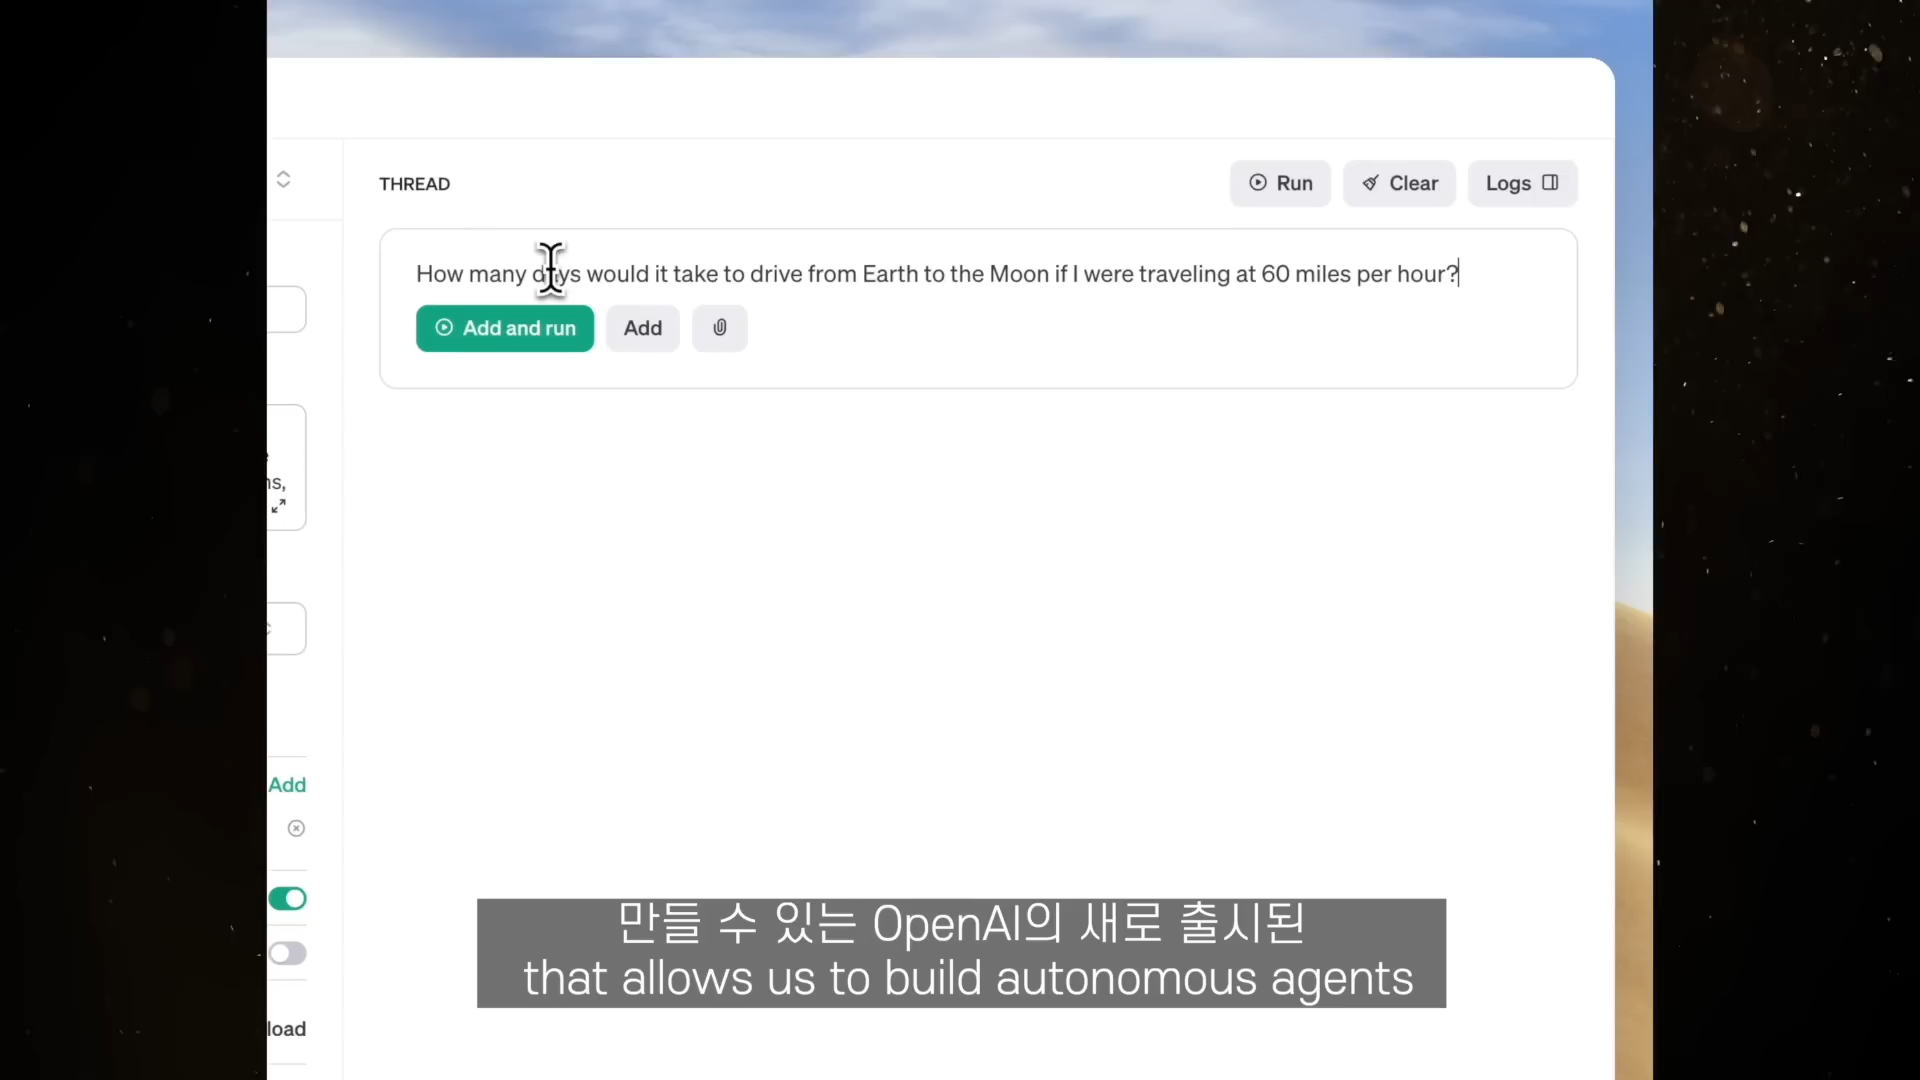 THREAD
Run
Clear
Logs
How many days would it take to drive from Earth to the Moon if I were traveling at 60 miles per hour?
Add and run
Add
ns,
Add
load
만들 수 있는 OpenAI의 새로 출시된
that allows us to build autonomous agents